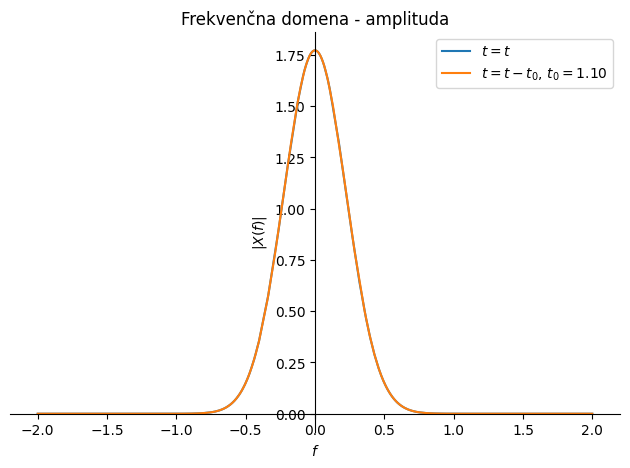 Frekvenčna domena - amplituda
t = t
t = t − t₀, t₀ = 1.10
|X(f)|
1.75
1.50
1.25
1.00
0.75
0.50
0.25
0.00
−2.0 −1.5 −1.0 −0.5 0.0 0.5 1.0 1.5 2.0
f